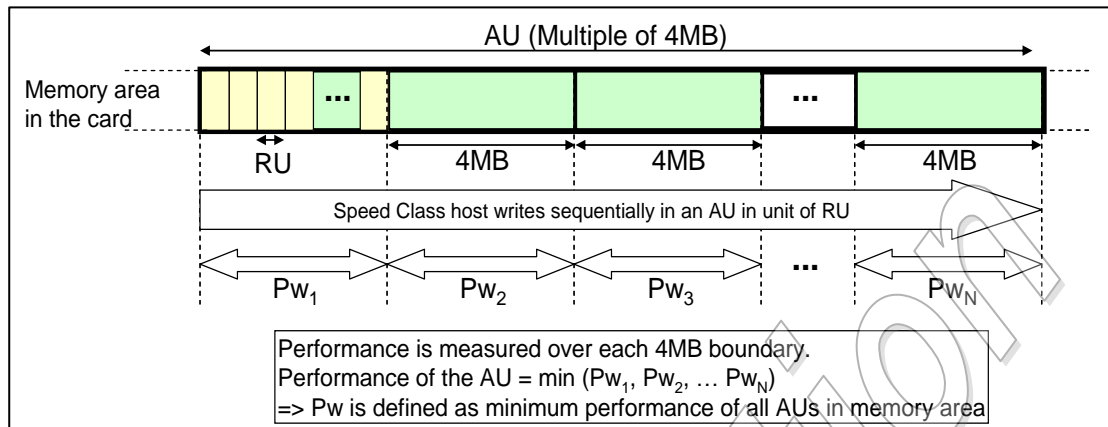 AU (Multiple of 4MB)
Memory area
in the card
...
...
RU
4MB
4MB
4MB
Speed Class host writes sequentially in an AU in unit of RU
...
Pw1
Pw2
Pw3
PwN
Performance is measured over each 4MB boundary.
Performance of the AU = min (Pw1, Pw2, … PwN)
=> Pw is defined as minimum performance of all AUs in memory area